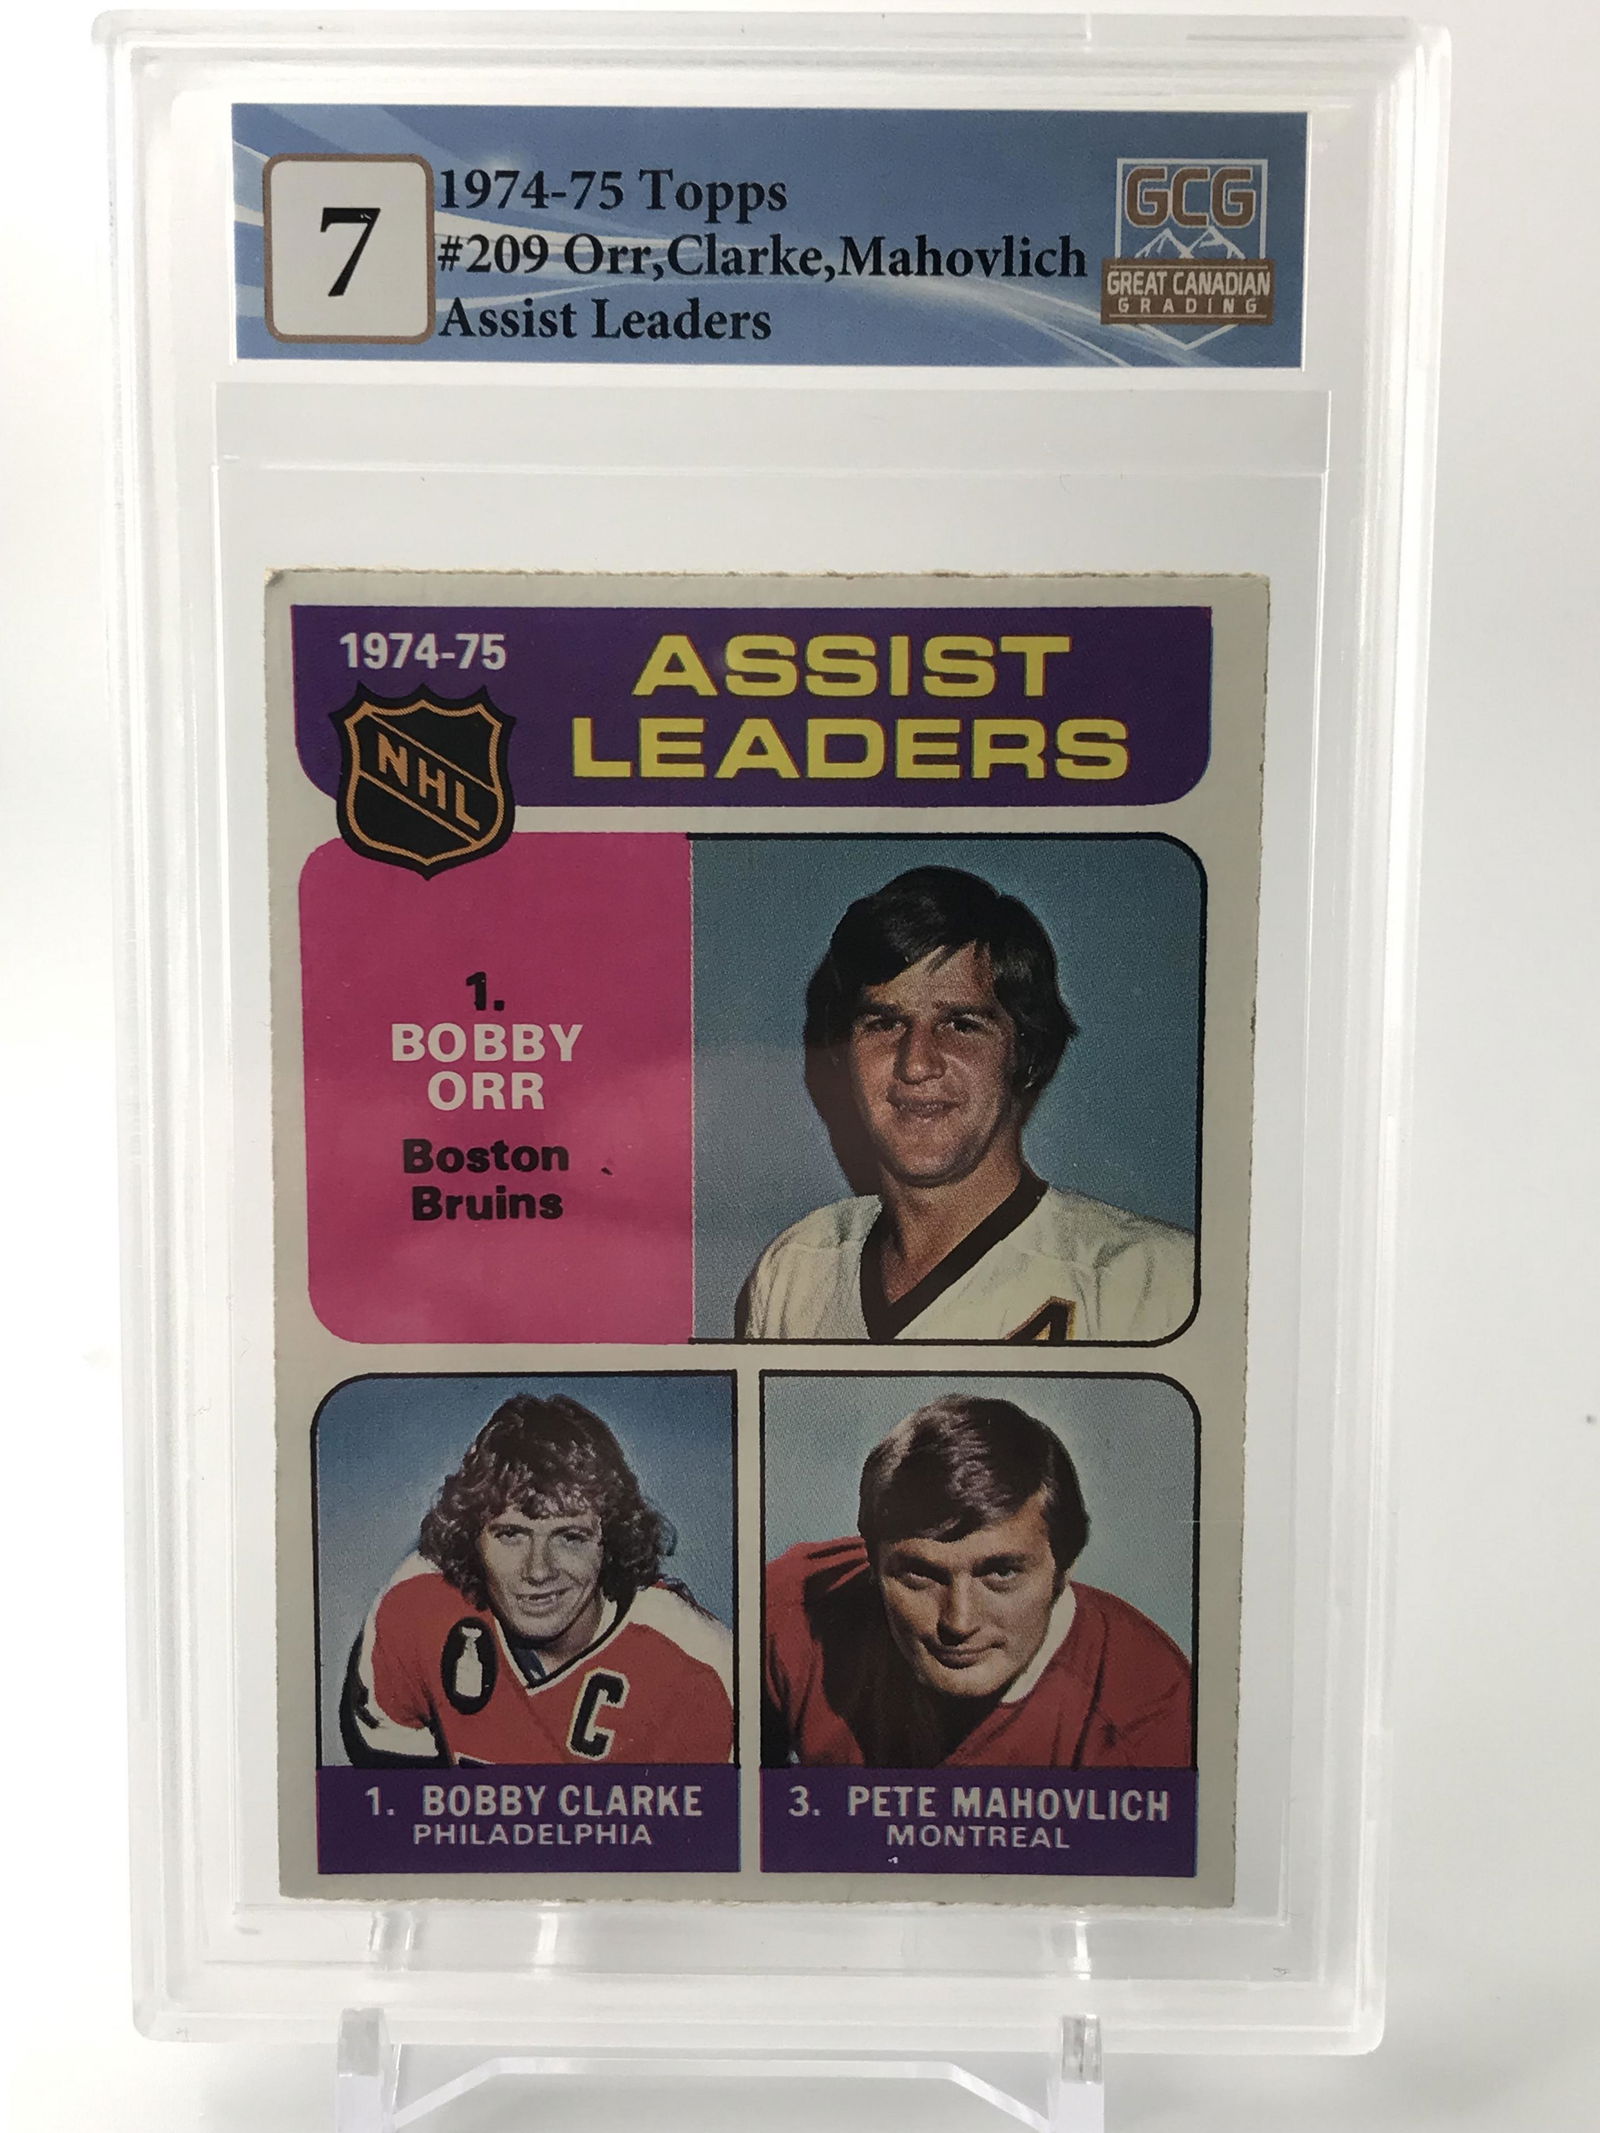 7
1974-75 Topps
#209 Orr,Clarke,Mahovlich
Assist Leaders
GCG
GREAT CANADIAN
GRADING
1974-75
NHL
ASSIST
LEADERS
1.
BOBBY
ORR
Boston
Bruins
A
C
1. BOBBY CLARKE
PHILADELPHIA
3. PETE MAHOVLICH
MONTREAL